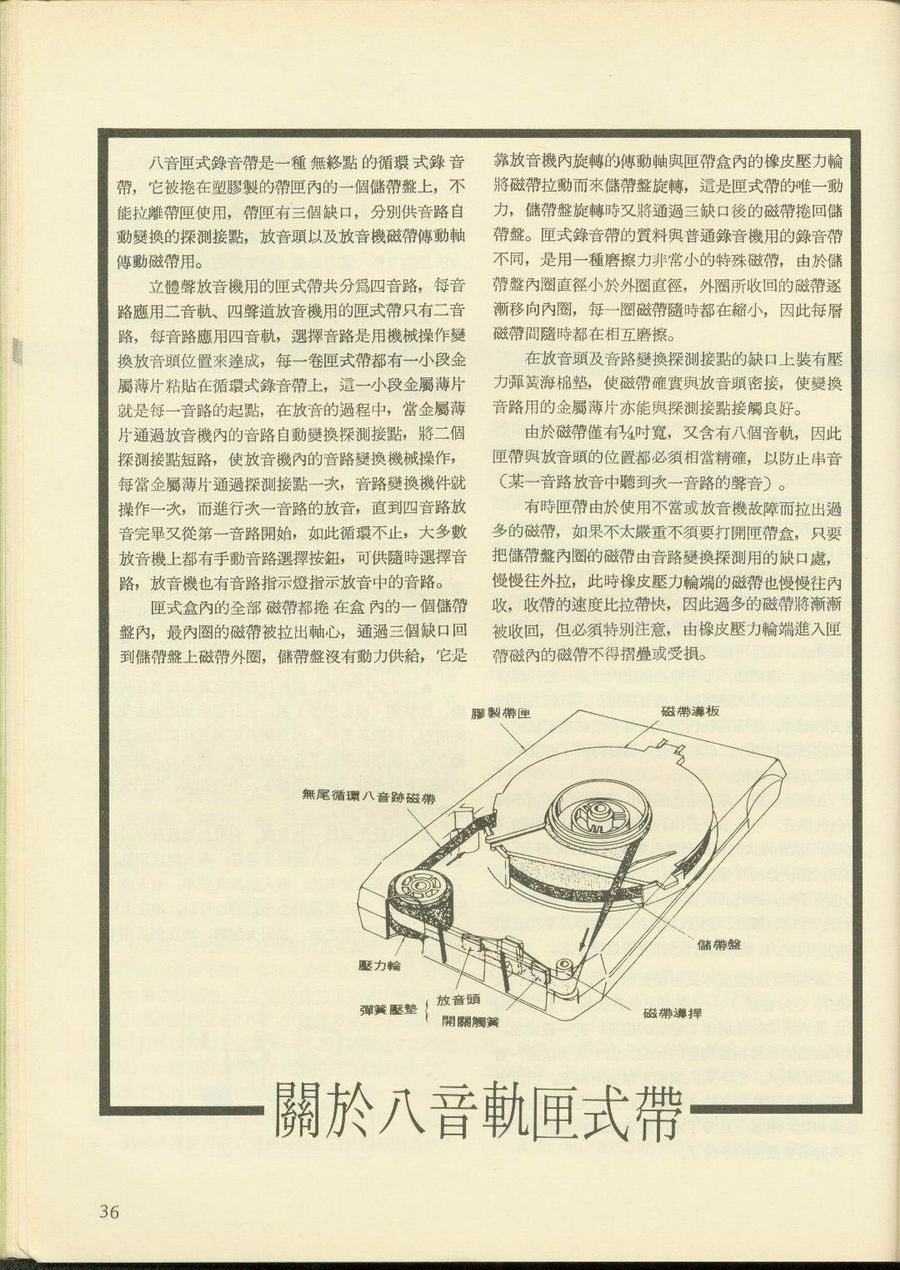 八音匣式錄音帶是一種 無終點 的循環 式錄 音
帶，它被捲在塑膠製的帶匣內的一個儲帶盤上，不
能拉離帶匣使用，帶匣有三個缺口，分別供音路自
動變換的探測接點，放音頭以及放音機磁帶傳動軸
傳動磁帶用。
立體聲放音機用的匣式帶共分爲四音路，每音
路應用二音軌、四聲道放音機用的匣式帶只有二音
路，每音路應用四音軌，選擇音路是用機械操作變
換放音頭位置來達成，每一卷匣式帶都有一小段金
屬薄片粘貼在循環式錄音帶上，這一小段金屬薄片
就是每一音路的起點，在放音的過程中，當金屬薄
片通過放音機內的音路自動變換探測接點，將二個
探測接點短路，使放音機內的音路變換機械操作，
每當金屬薄片通過探測接點一次，音路變換機件就
操作一次，而進行次一音路的放音，直到四音路放
音完畢又從第一音路開始，如此循環不止，大多數
放音機上都有手動音路選擇按鈕，可供隨時選擇音
路，放音機也有音路指示燈指示放音中的音路。
匣式盒內的全部 磁帶都捲 在盒 內的一 個儲帶
盤內，最內圈的磁帶被拉出軸心，通過三個缺口回
到儲帶盤上磁帶外圈，儲帶盤沒有動力供給，它是
靠放音機內旋轉的傳動軸與匣帶盒內的橡皮壓力輪
將磁帶拉動而來儲帶盤旋轉，這是匣式帶的唯一動
力，儲帶盤旋轉時又將通過三缺口後的磁帶捲回儲
帶盤。匣式錄音帶的質料與普通錄音機用的錄音帶
不同，是用一種磨擦力非常小的特殊磁帶，由於儲
帶盤內圈直徑小於外圈直徑，外圈所收回的磁帶逐
漸移向內圈，每一圈磁帶隨時都在縮小，因此每層
磁帶間隨時都在相互磨擦。
在放音頭及音路變換探測接點的缺口上裝有壓
力彈簧海棉墊，使磁帶確實與放音頭密接，使變換
音路用的金屬薄片亦能與探測接點接觸良好。
由於磁帶僅有¼吋寬，又含有八個音軌，因此
匣帶與放音頭的位置都必須相當精確，以防止串音
（某一音路放音中聽到次一音路的聲音）。
有時匣帶由於使用不當或放音機故障而拉出過
多的磁帶，如果不太嚴重不須要打開匣帶盒，只要
把儲帶盤內圈的磁帶由音路變換探測用的缺口處，
慢慢往外拉，此時橡皮壓力輪端的磁帶也慢慢往內
收，收帶的速度比拉帶快，因此過多的磁帶將漸漸
被收回，但必須特別注意，由橡皮壓力輪端進入匣
帶磁內的磁帶不得摺疊或受損。
膠製帶匣
磁帶導板
無尾循環八音跡磁帶
儲帶盤
壓力輪
彈簧壓墊
放音頭
開關觸簧
磁帶導捍
關於八音軌匣式帶
36